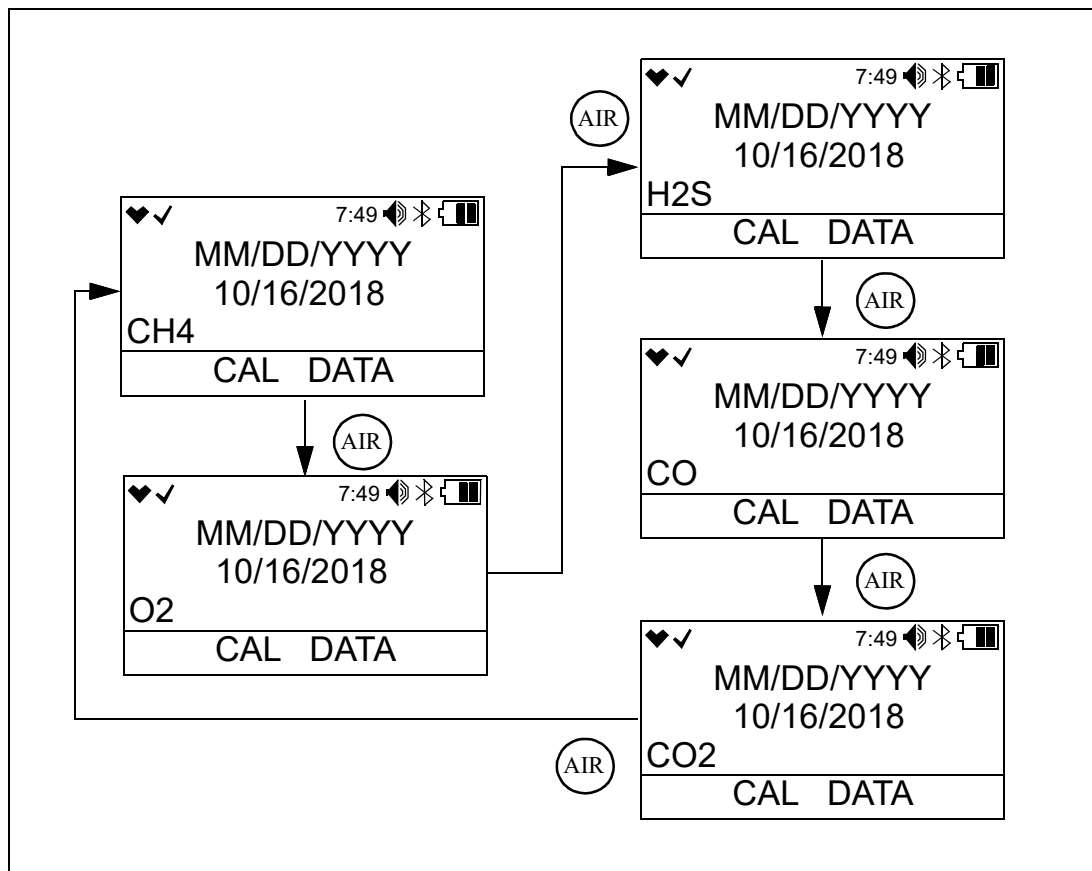 7:49
MM/DD/YYYY
10/16/2018
CH4
CAL DATA
AIR
7:49
MM/DD/YYYY
10/16/2018
O2
CAL DATA
AIR
7:49
MM/DD/YYYY
10/16/2018
H2S
CAL DATA
AIR
7:49
MM/DD/YYYY
10/16/2018
CO
CAL DATA
AIR
7:49
MM/DD/YYYY
10/16/2018
CO2
CAL DATA
AIR